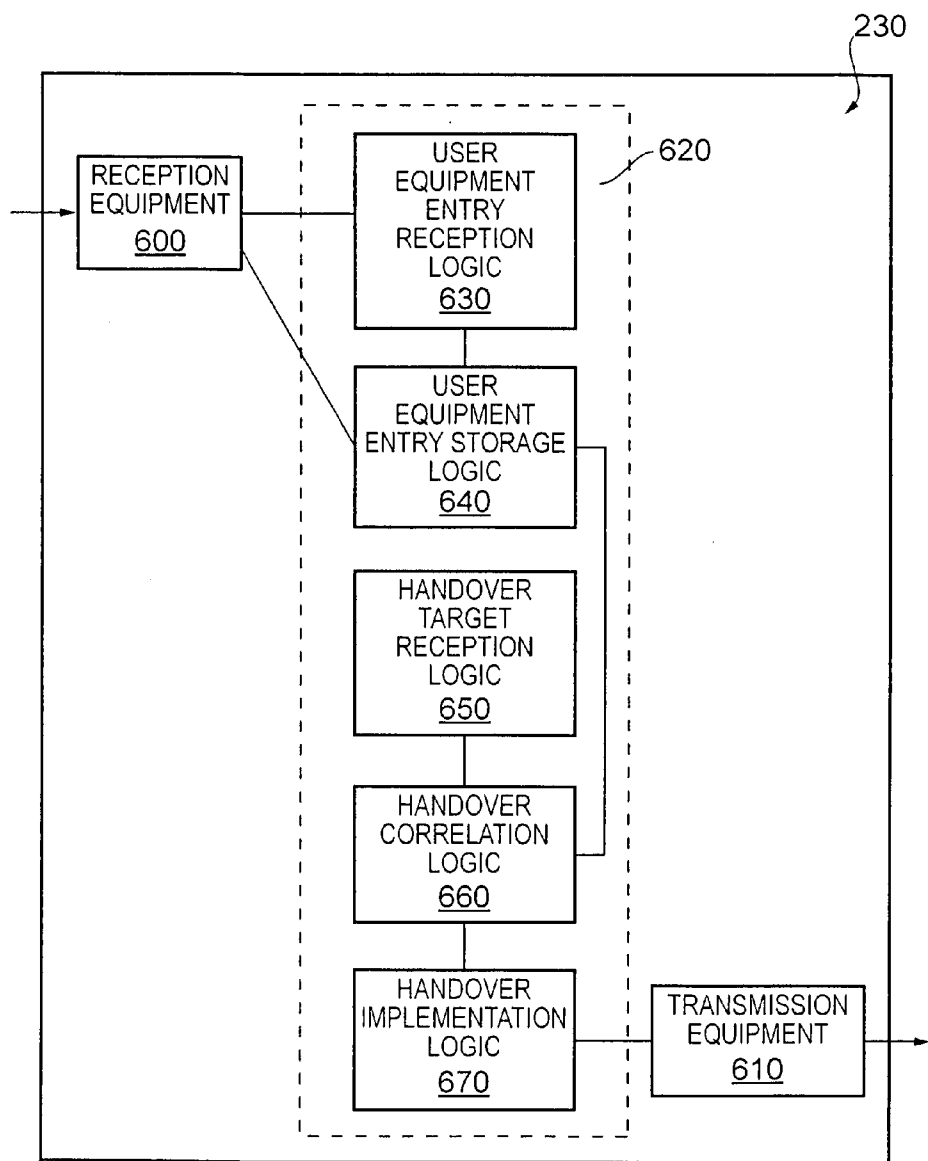 230
620
RECEPTION
EQUIPMENT
600
USER
EQUIPMENT
ENTRY
RECEPTION
LOGIC
630
USER
EQUIPMENT
ENTRY STORAGE
LOGIC
640
HANDOVER
TARGET
RECEPTION
LOGIC
650
HANDOVER
CORRELATION
LOGIC
660
HANDOVER
IMPLEMENTATION
LOGIC
670
TRANSMISSION
EQUIPMENT
610